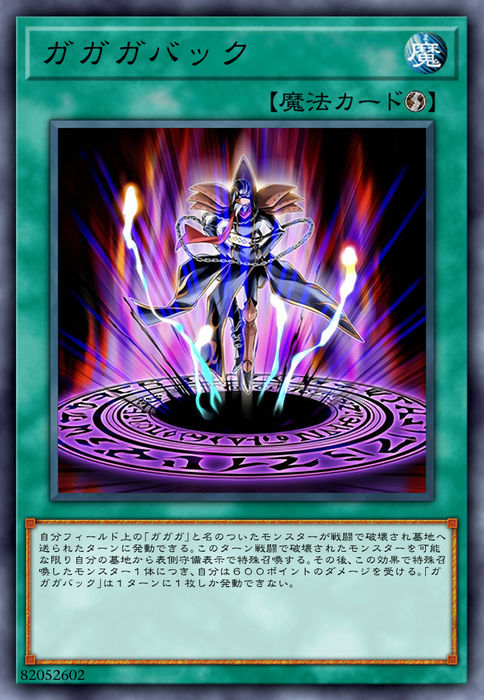 ガガガバック
魔
【魔法カード】
自分フィールド上の「ガガガ」と名のついたモンスターが戦闘で破壊され墓地へ
送られたターンに発動できる。このターン戦闘で破壊されたモンスターを可能
な限り自分の墓地から表側守備表示で特殊召喚する。その後、この効果で特殊召
喚したモンスター1体につき、自分は600ポイントのダメージを受ける。「ガ
ガガバック」は1ターンに1枚しか発動できない。
82052602